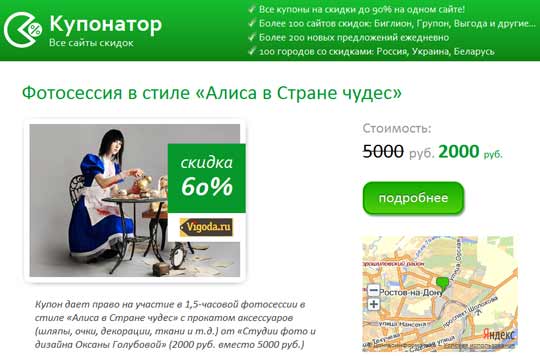 Купонатор
Все сайты скидок
Все купоны на скидки до 90% на одном сайте!
Более 100 сайтов скидок: Биглион, Групон, Выгода и другие...
Более 200 новых предложений ежедневно
100 городов со скидками: Россия, Украина, Беларусь
Фотосессия в стиле «Алиса в Стране чудес»
скидка
60%
Vigoda.ru
Стоимость:
5000 руб. 2000 руб.
подробнее
Ростов-на-Дону
улица Нансена
Яндекс
Купон дает право на участие в 1,5-часовой фотосессии в
стиле «Алиса в Стране чудес» с прокатом аксессуаров
(шляпы, очки, декорации, ткани и т.д.) от «Студии фото и
дизайна Оксаны Голубовой» (2000 руб. вместо 5000 руб.)